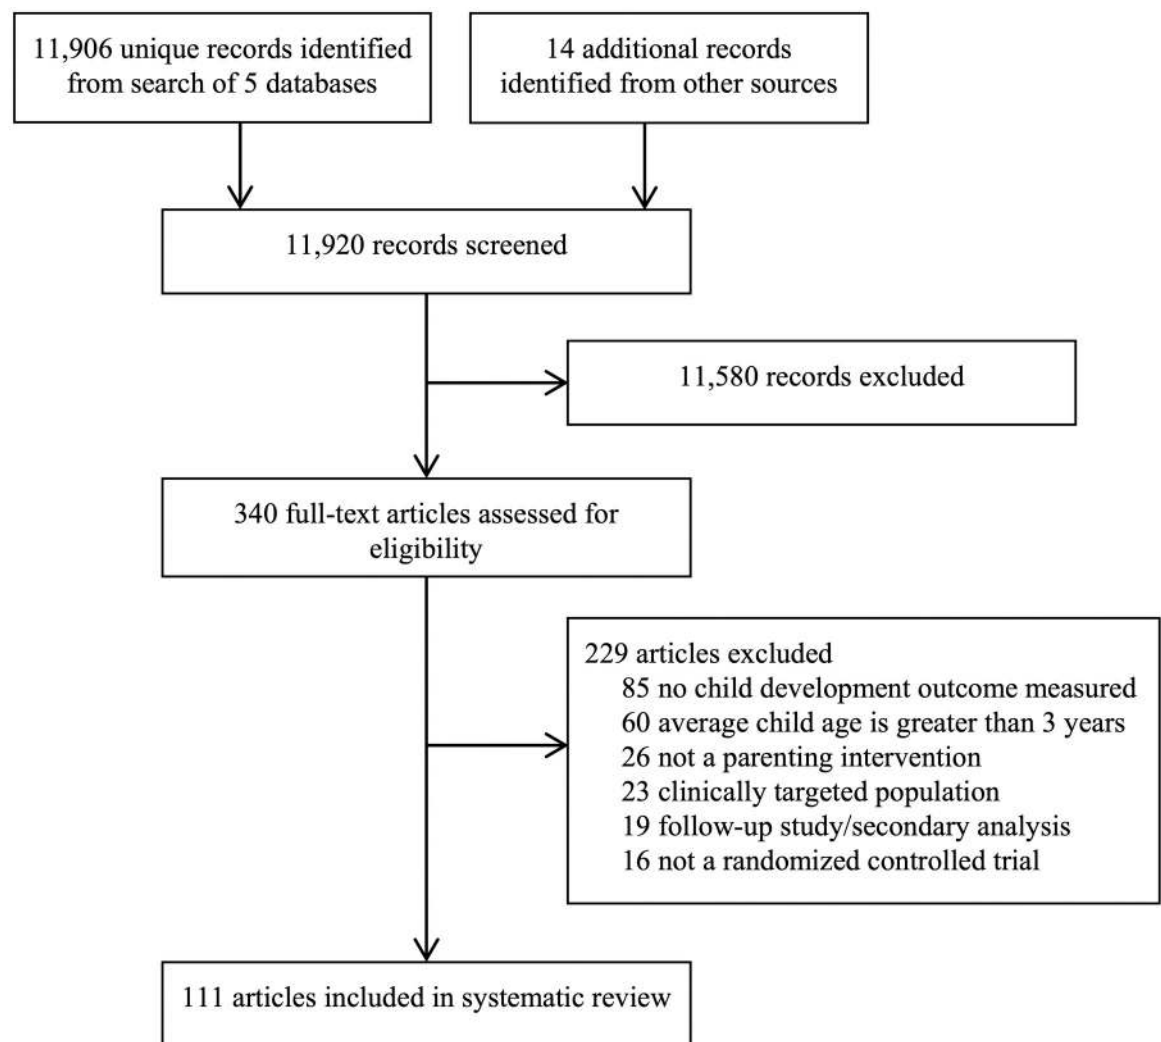 11,906 unique records identified
from search of 5 databases
14 additional records
identified from other sources
11,920 records screened
11,580 records excluded
340 full-text articles assessed for
eligibility
229 articles excluded
85 no child development outcome measured
60 average child age is greater than 3 years
26 not a parenting intervention
23 clinically targeted population
19 follow-up study/secondary analysis
16 not a randomized controlled trial
111 articles included in systematic review